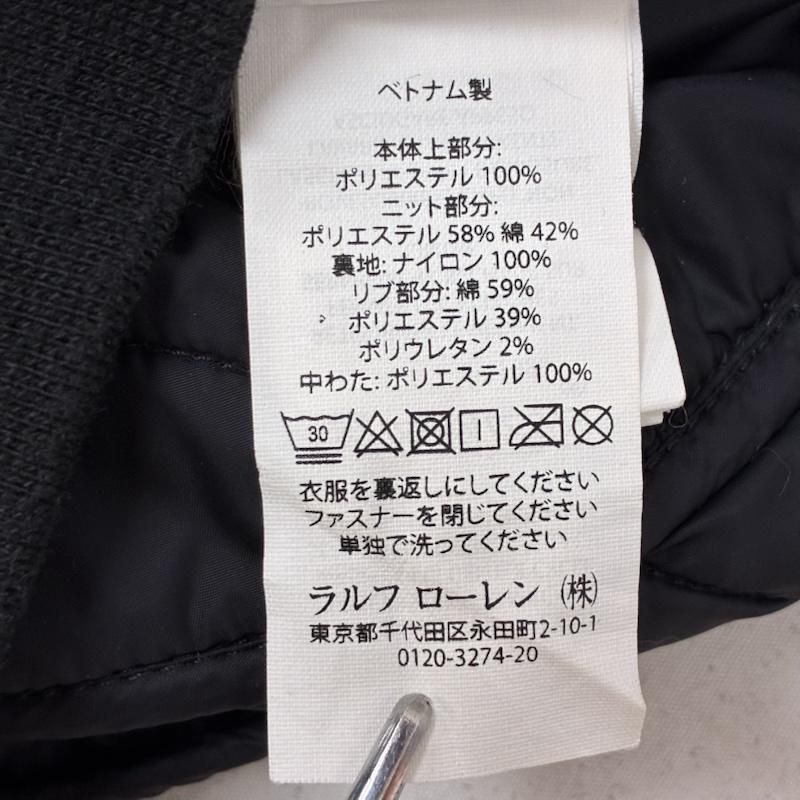 ベトナム製
本体上部分:
ポリエステル 100%
ニット部分:
ポリエステル 58% 綿 42%
裏地: ナイロン 100%
リブ部分: 綿 59%
ポリエステル 39%
ポリウレタン 2%
中わた: ポリエステル 100%
30
衣服を裏返しにしてください
ファスナーを閉じてください
単独で洗ってください
ラルフ ローレン (株)
東京都千代田区永田町2-10-1
0120-3274-20